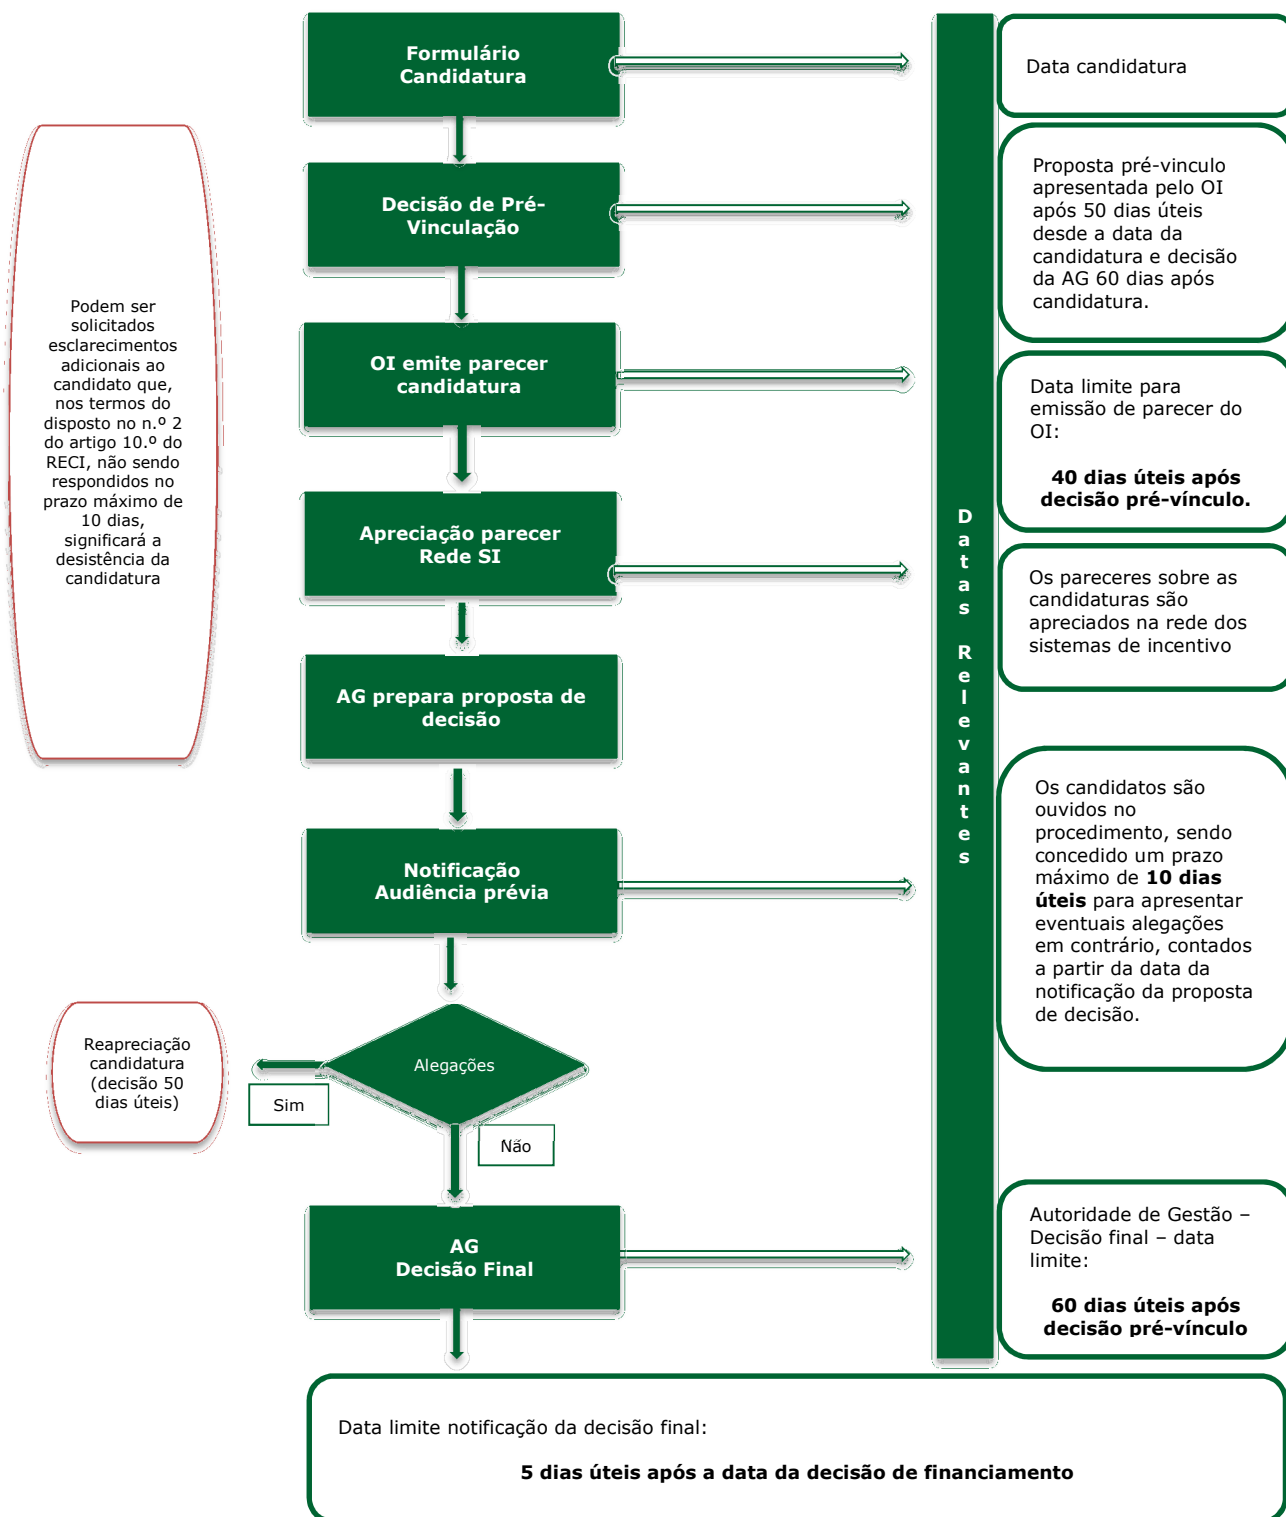 Formulário
Candidatura
Data candidatura
Decisão de Pré-
Vinculação
Proposta pré-vinculo
apresentada pelo OI
após 50 dias úteis
desde a data da
candidatura e decisão
da AG 60 dias após
candidatura.
Podem ser
solicitados
esclarecimentos
adicionais ao
candidato que,
nos termos do
disposto no n.º 2
do artigo 10.º do
RECI, não sendo
respondidos no
prazo máximo de
10 dias,
significará a
desistência da
candidatura
OI emite parecer
candidatura
Data limite para
emissão de parecer do
OI:
40 dias úteis após
decisão pré-vínculo.
Apreciação parecer
Rede SI
Os pareceres sobre as
candidaturas são
apreciados na rede dos
sistemas de incentivo
Datas Relevantes
AG prepara proposta de
decisão
Notificação
Audiência prévia
Os candidatos são
ouvidos no
procedimento, sendo
concedido um prazo
máximo de 10 dias
úteis para apresentar
eventuais alegações
em contrário, contados
a partir da data da
notificação da proposta
de decisão.
Alegações
Reapreciação
candidatura
(decisão 50
dias úteis)
Sim
Não
AG
Decisão Final
Autoridade de Gestão –
Decisão final – data
limite:
60 dias úteis após
decisão pré-vínculo
Data limite notificação da decisão final:
5 dias úteis após a data da decisão de financiamento